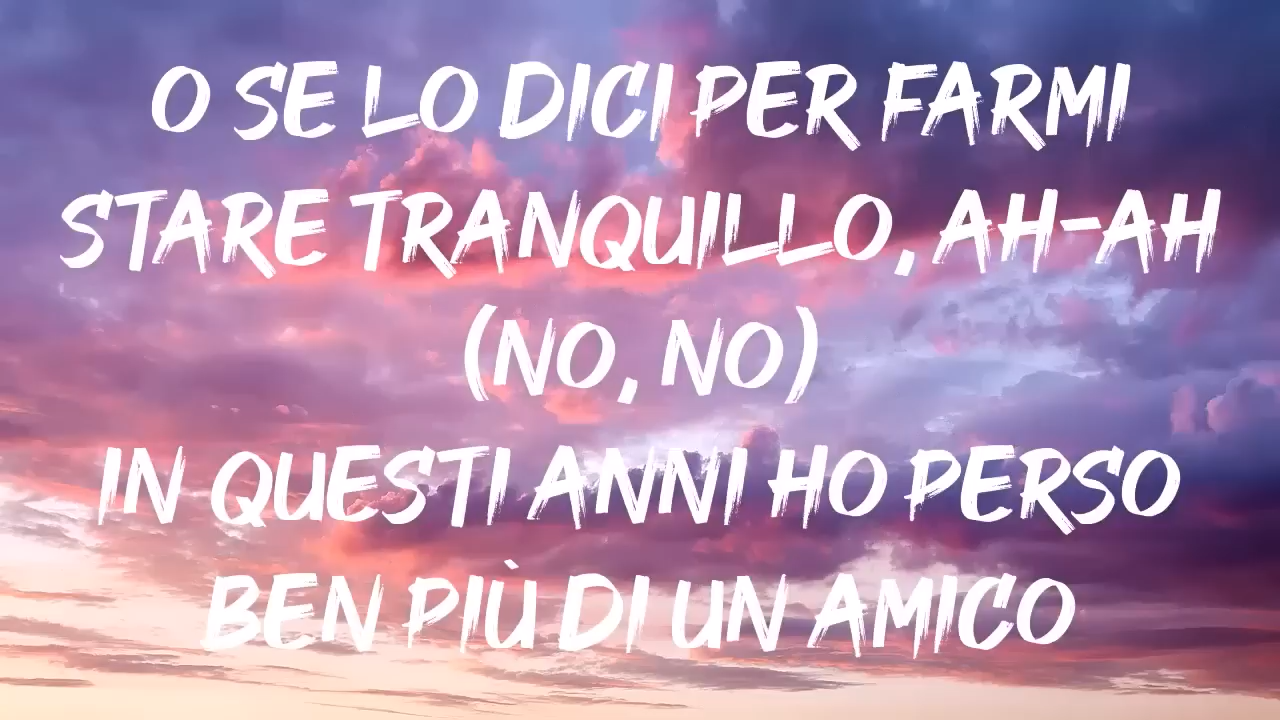 O SE LO DICI PER FARMI
STARE TRANQUILLO, AH-AH
(NO, NO)
IN QUESTI ANNI HO PERSO
BEN PIÙ DI UN AMICO